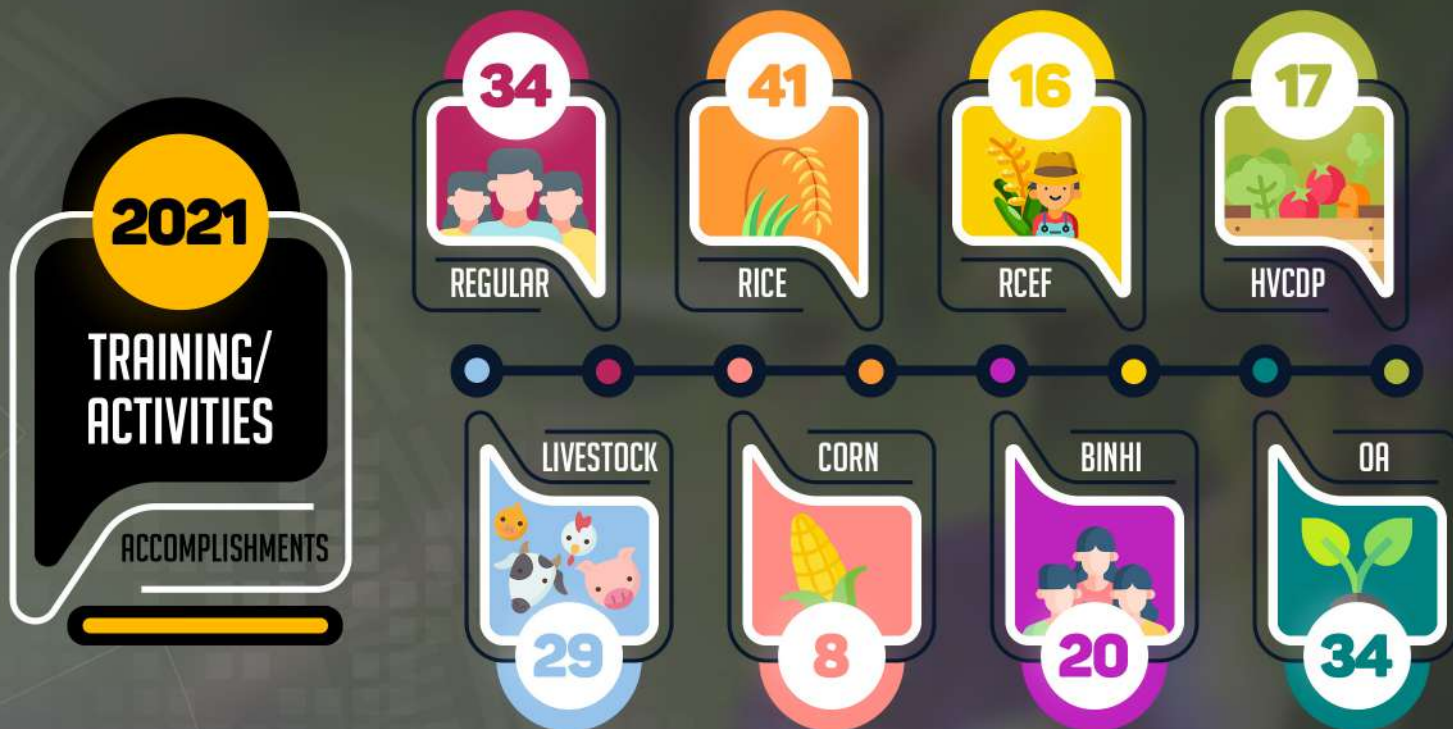 2021
TRAINING/
ACTIVITIES
ACCOMPLISHMENTS
34
REGULAR
41
RICE
16
RCEF
17
HVCDP
LIVESTOCK
29
CORN
8
BINHI
20
OA
34